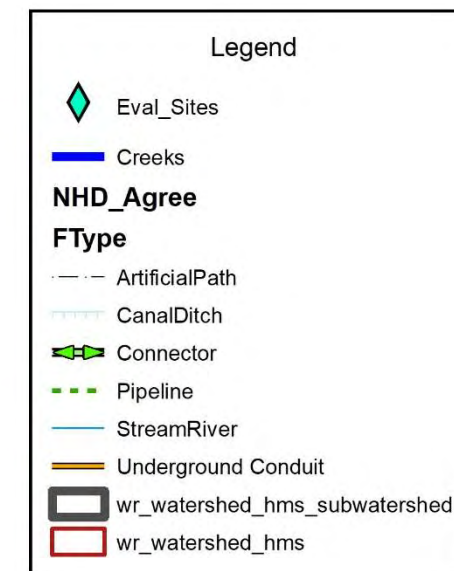 Legend
Eval_Sites
Creeks
NHD_Agree
FType
ArtificialPath
CanalDitch
Connector
Pipeline
StreamRiver
Underground Conduit
wr_watershed_hms_subwatershed
wr_watershed_hms